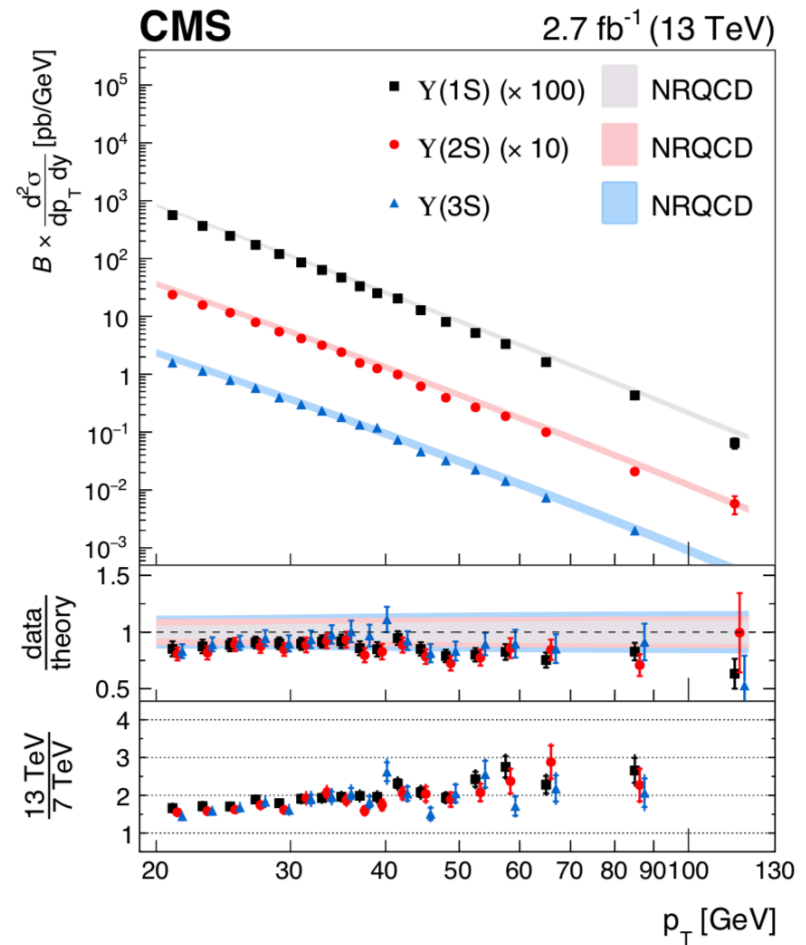 CMS 2.7 fb⁻¹ (13 TeV)
B × d²σ/dp_T dy [pb/GeV]
ϒ(1S) (× 100) NRQCD
ϒ(2S) (× 10) NRQCD
ϒ(3S) NRQCD
10⁵
10⁴
10³
10²
10
1
10⁻¹
10⁻²
10⁻³
data/theory
1.5
1
0.5
13 TeV/7 TeV
4
3
2
1
20 30 40 50 60 70 80 90 100 130
p_T [GeV]